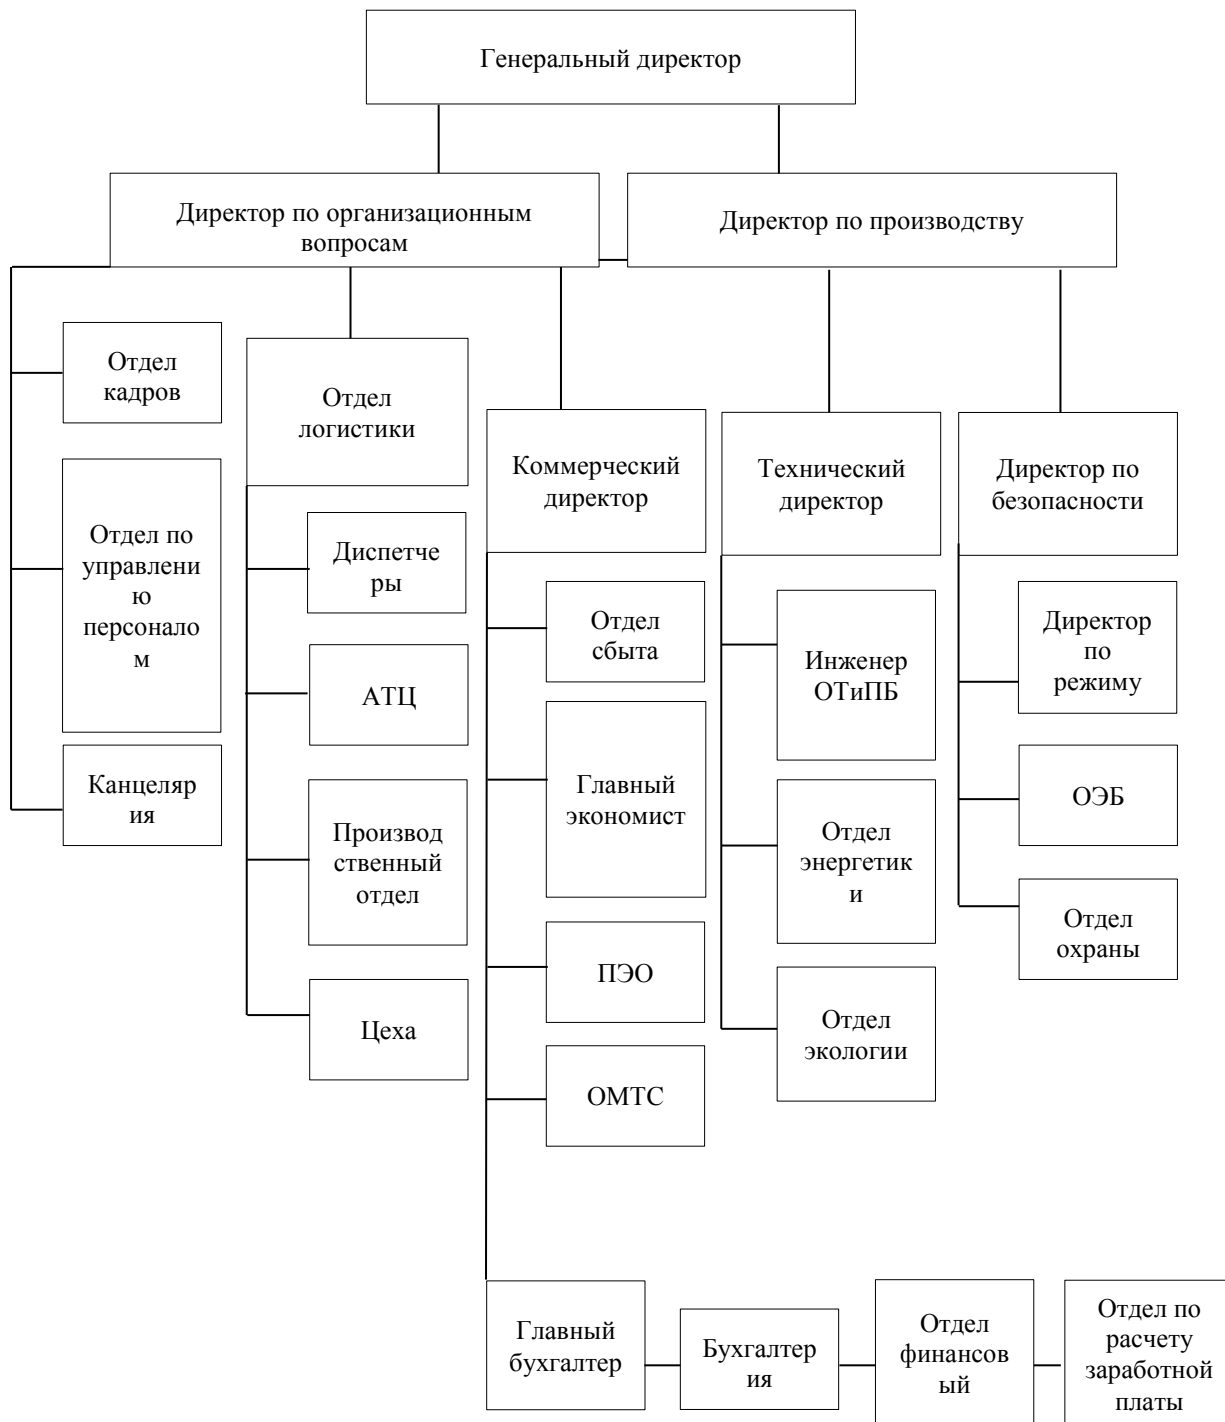 Генеральный директор
Директор по организационным
вопросам
Директор по производству
Отдел
кадров
Отдел по
управлени
ю
персонало
м
Канцеляр
ия
Отдел
логистики
Диспетче
ры
АТЦ
Производ
ственный
отдел
Цеха
Коммерческий
директор
Отдел
сбыта
Главный
экономист
ПЭО
ОМТС
Технический
директор
Инженер
ОТиПБ
Отдел
энергетик
и
Отдел
экологии
Директор по
безопасности
Директор
по
режиму
ОЭБ
Отдел
охраны
Главный
бухгалтер
Бухгалтер
ия
Отдел
финансов
ый
Отдел по
расчету
заработной
платы